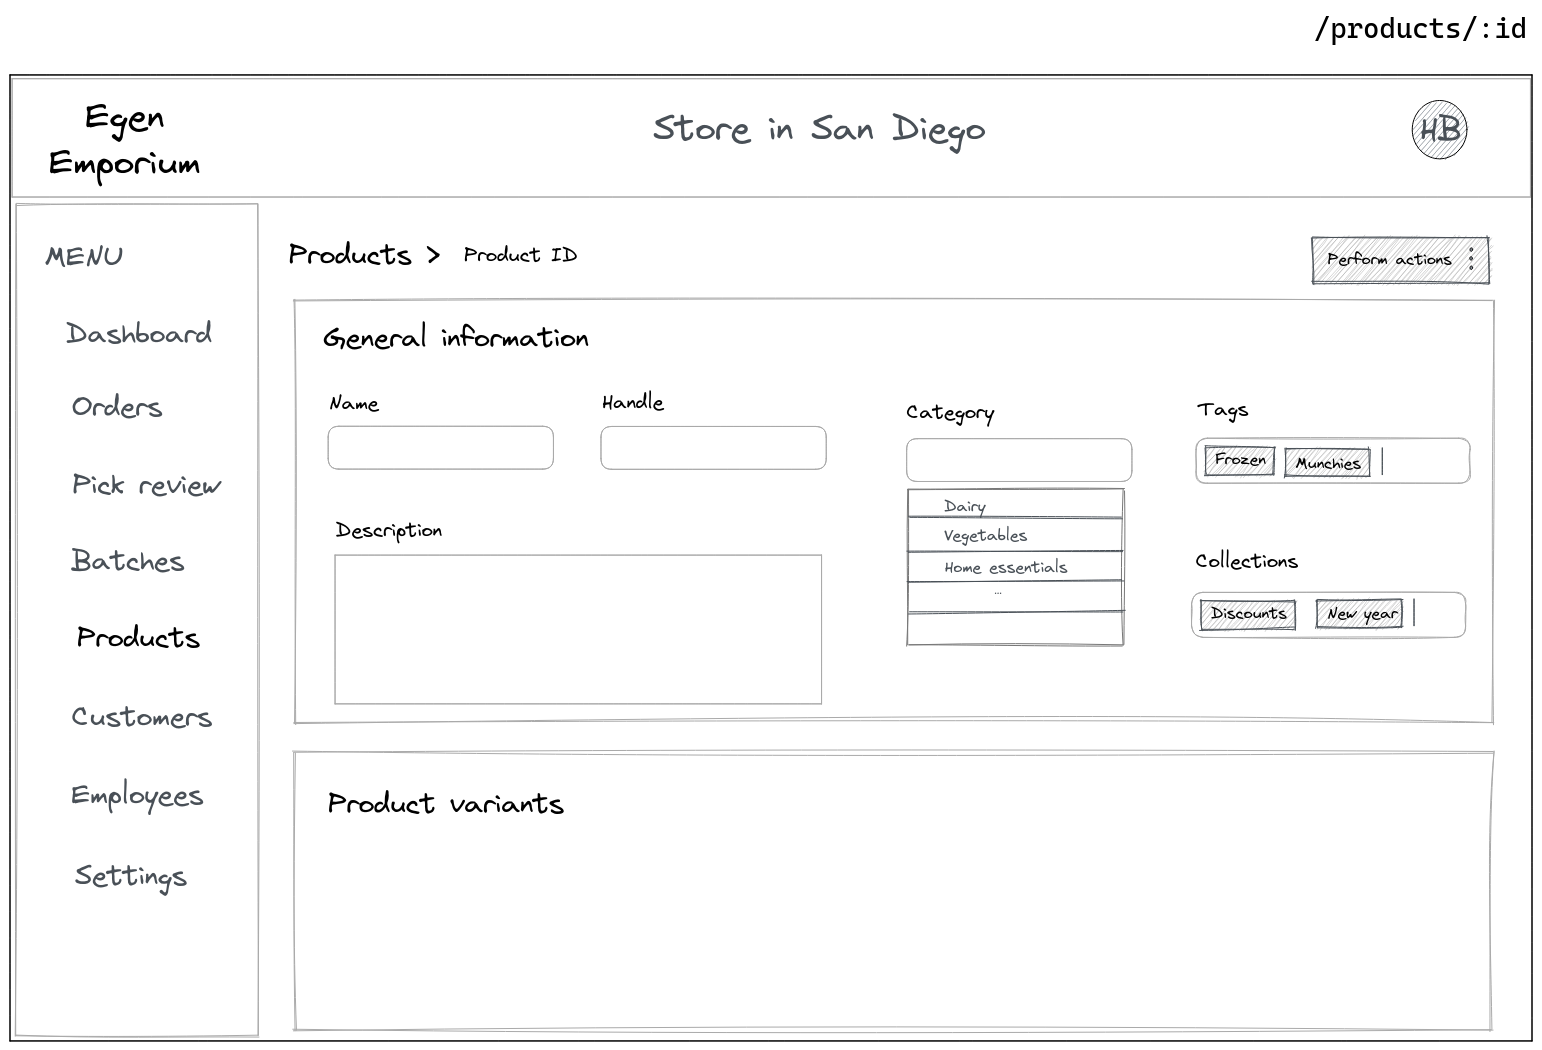 /products/:id
Egen
Emporium
Store in San Diego
HB
MENU
Dashboard
Orders
Pick review
Batches
Products
Customers
Employees
Settings
Products > Product ID
Perform actions
General information
Name
Handle
Category
Tags
Frozen
Munchies
Dairy
Vegetables
Home essentials
...
Description
Collections
Discounts
New year
Product variants